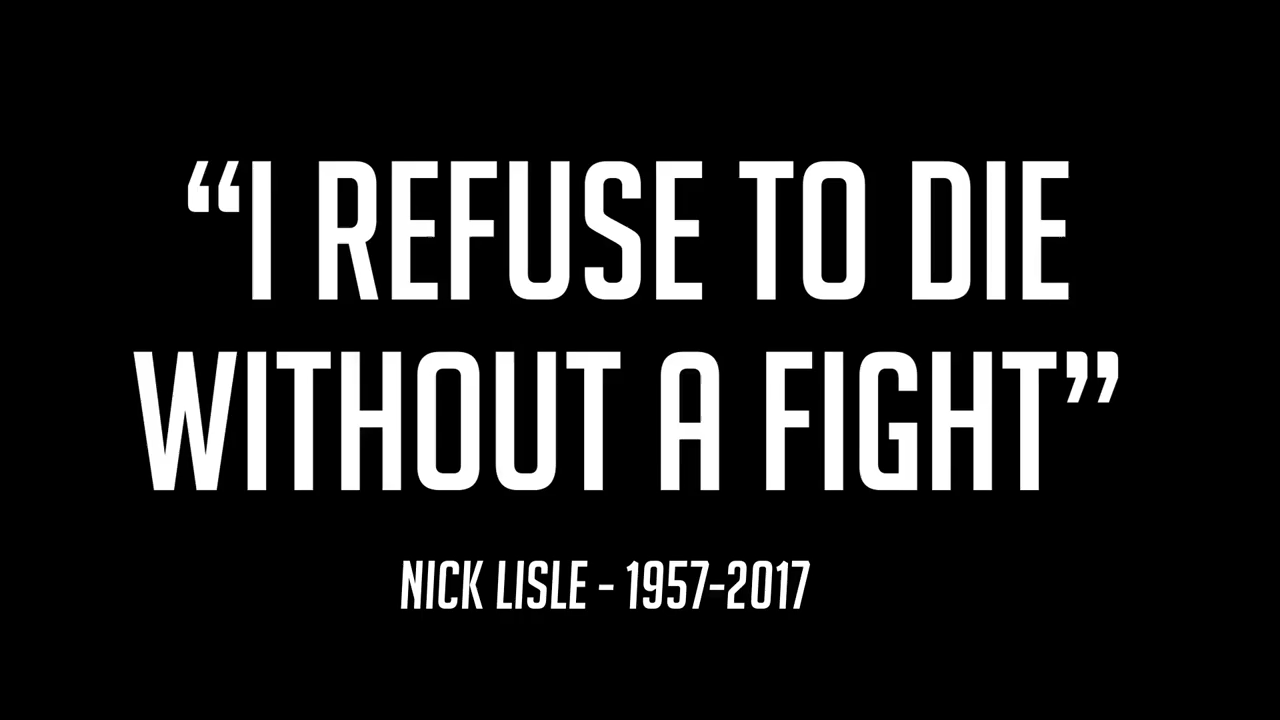 “I REFUSE TO DIE
WITHOUT A FIGHT”
NICK LISLE - 1957-2017